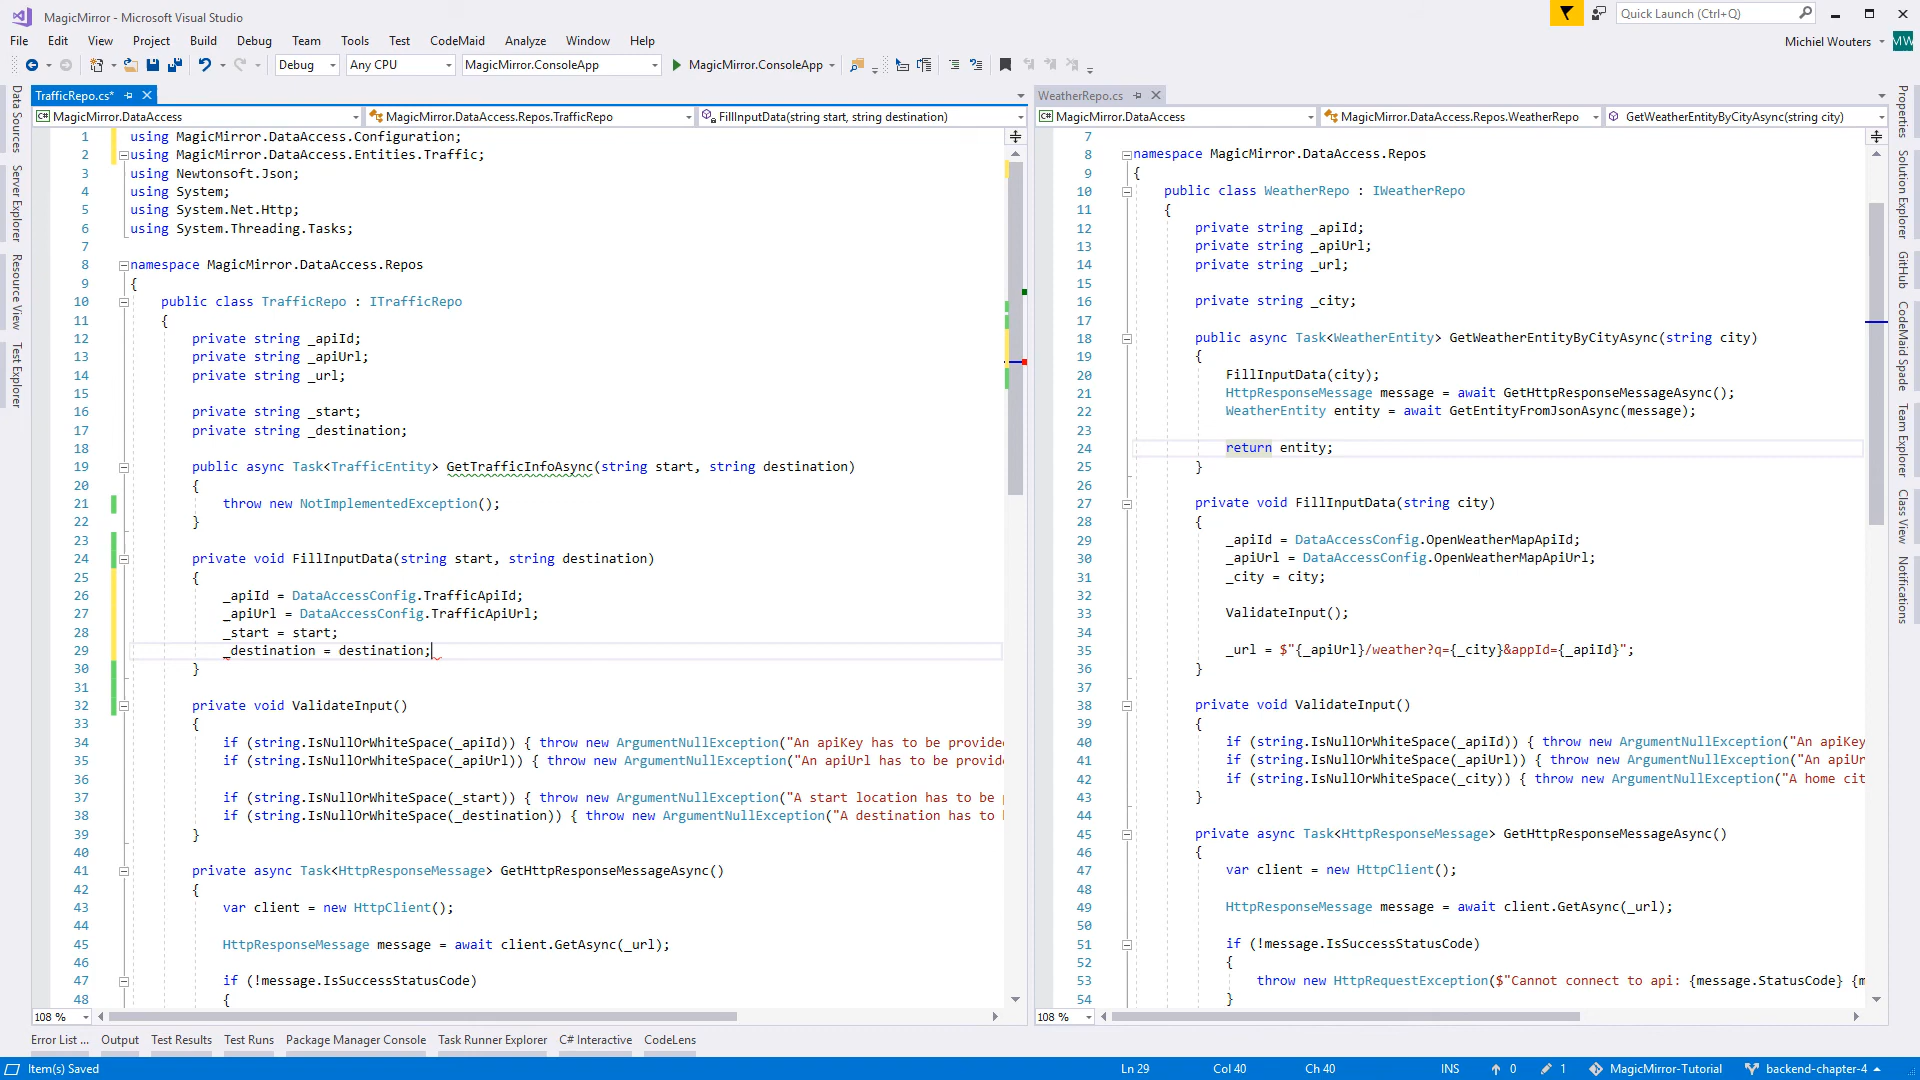 MagicMirror - Microsoft Visual Studio
Quick Launch (Ctrl+Q)
File Edit View Project Build Debug Team Tools Test CodeMaid Analyze Window Help
Michiel Wouters MW
Debug Any CPU MagicMirror.ConsoleApp MagicMirror.ConsoleApp
Data Sources
Server Explorer
Resource View
Test Explorer
TrafficRepo.cs*
MagicMirror.DataAccess MagicMirror.DataAccess.Repos.TrafficRepo FillInputData(string start, string destination)
1 using MagicMirror.DataAccess.Configuration;
2 using MagicMirror.DataAccess.Entities.Traffic;
3 using Newtonsoft.Json;
4 using System;
5 using System.Net.Http;
6 using System.Threading.Tasks;
7
8 namespace MagicMirror.DataAccess.Repos
9 {
10 public class TrafficRepo : ITrafficRepo
11 {
12 private string _apiId;
13 private string _apiUrl;
14 private string _url;
15
16 private string _start;
17 private string _destination;
18
19 public async Task<TrafficEntity> GetTrafficInfoAsync(string start, string destination)
20 {
21 throw new NotImplementedException();
22 }
23
24 private void FillInputData(string start, string destination)
25 {
26 _apiId = DataAccessConfig.TrafficApiId;
27 _apiUrl = DataAccessConfig.TrafficApiUrl;
28 _start = start;
29 _destination = destination;
30 }
31
32 private void ValidateInput()
33 {
34 if (string.IsNullOrWhiteSpace(_apiId)) { throw new ArgumentNullException("An apiKey has to be provide
35 if (string.IsNullOrWhiteSpace(_apiUrl)) { throw new ArgumentNullException("An apiUrl has to be provid
36
37 if (string.IsNullOrWhiteSpace(_start)) { throw new ArgumentNullException("A start location has to be
38 if (string.IsNullOrWhiteSpace(_destination)) { throw new ArgumentNullException("A destination has to
39 }
40
41 private async Task<HttpResponseMessage> GetHttpResponseMessageAsync()
42 {
43 var client = new HttpClient();
44
45 HttpResponseMessage message = await client.GetAsync(_url);
46
47 if (!message.IsSuccessStatusCode)
48 {
108 %
WeatherRepo.cs
MagicMirror.DataAccess MagicMirror.DataAccess.Repos.WeatherRepo GetWeatherEntityByCityAsync(string city)
7
8 namespace MagicMirror.DataAccess.Repos
9 {
10 public class WeatherRepo : IWeatherRepo
11 {
12 private string _apiId;
13 private string _apiUrl;
14 private string _url;
15
16 private string _city;
17
18 public async Task<WeatherEntity> GetWeatherEntityByCityAsync(string city)
19 {
20 FillInputData(city);
21 HttpResponseMessage message = await GetHttpResponseMessageAsync();
22 WeatherEntity entity = await GetEntityFromJsonAsync(message);
23
24 return entity;
25 }
26
27 private void FillInputData(string city)
28 {
29 _apiId = DataAccessConfig.OpenWeatherMapApiId;
30 _apiUrl = DataAccessConfig.OpenWeatherMapApiUrl;
31 _city = city;
32
33 ValidateInput();
34
35 _url = $"{_apiUrl}/weather?q={_city}&appId={_apiId}";
36 }
37
38 private void ValidateInput()
39 {
40 if (string.IsNullOrWhiteSpace(_apiId)) { throw new ArgumentNullException("An apiKey
41 if (string.IsNullOrWhiteSpace(_apiUrl)) { throw new ArgumentNullException("An apiUr
42 if (string.IsNullOrWhiteSpace(_city)) { throw new ArgumentNullException("A home cit
43 }
44
45 private async Task<HttpResponseMessage> GetHttpResponseMessageAsync()
46 {
47 var client = new HttpClient();
48
49 HttpResponseMessage message = await client.GetAsync(_url);
50
51 if (!message.IsSuccessStatusCode)
52 {
53 throw new HttpRequestException($"Cannot connect to api: {message.StatusCode} {m
54 }
108 %
Properties
Solution Explorer
GitHub
CodeMaid Spade
Team Explorer
Class View
Notifications
Error List ... Output Test Results Test Runs Package Manager Console Task Runner Explorer C# Interactive CodeLens
Item(s) Saved Ln 29 Col 40 Ch 40 INS 0 1 MagicMirror-Tutorial backend-chapter-4